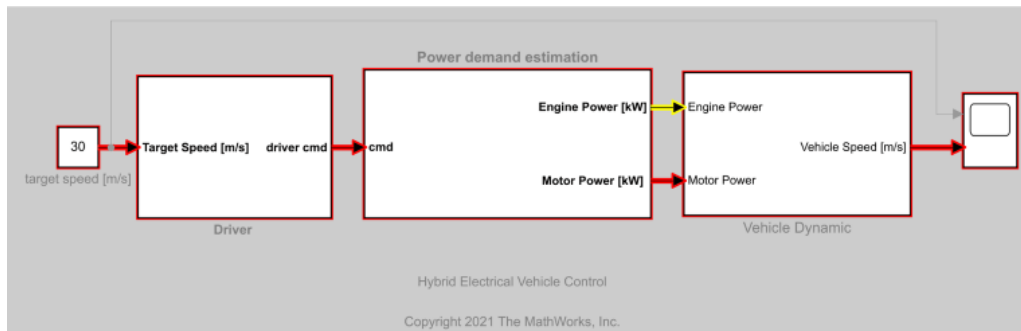 Power demand estimation
Engine Power [kW]
Engine Power
30
Target Speed [m/s]
driver cmd
cmd
Vehicle Speed [m/s]
target speed [m/s]
Motor Power [kW]
Motor Power
Driver
Vehicle Dynamic
Hybrid Electrical Vehicle Control
Copyright 2021 The MathWorks, Inc.